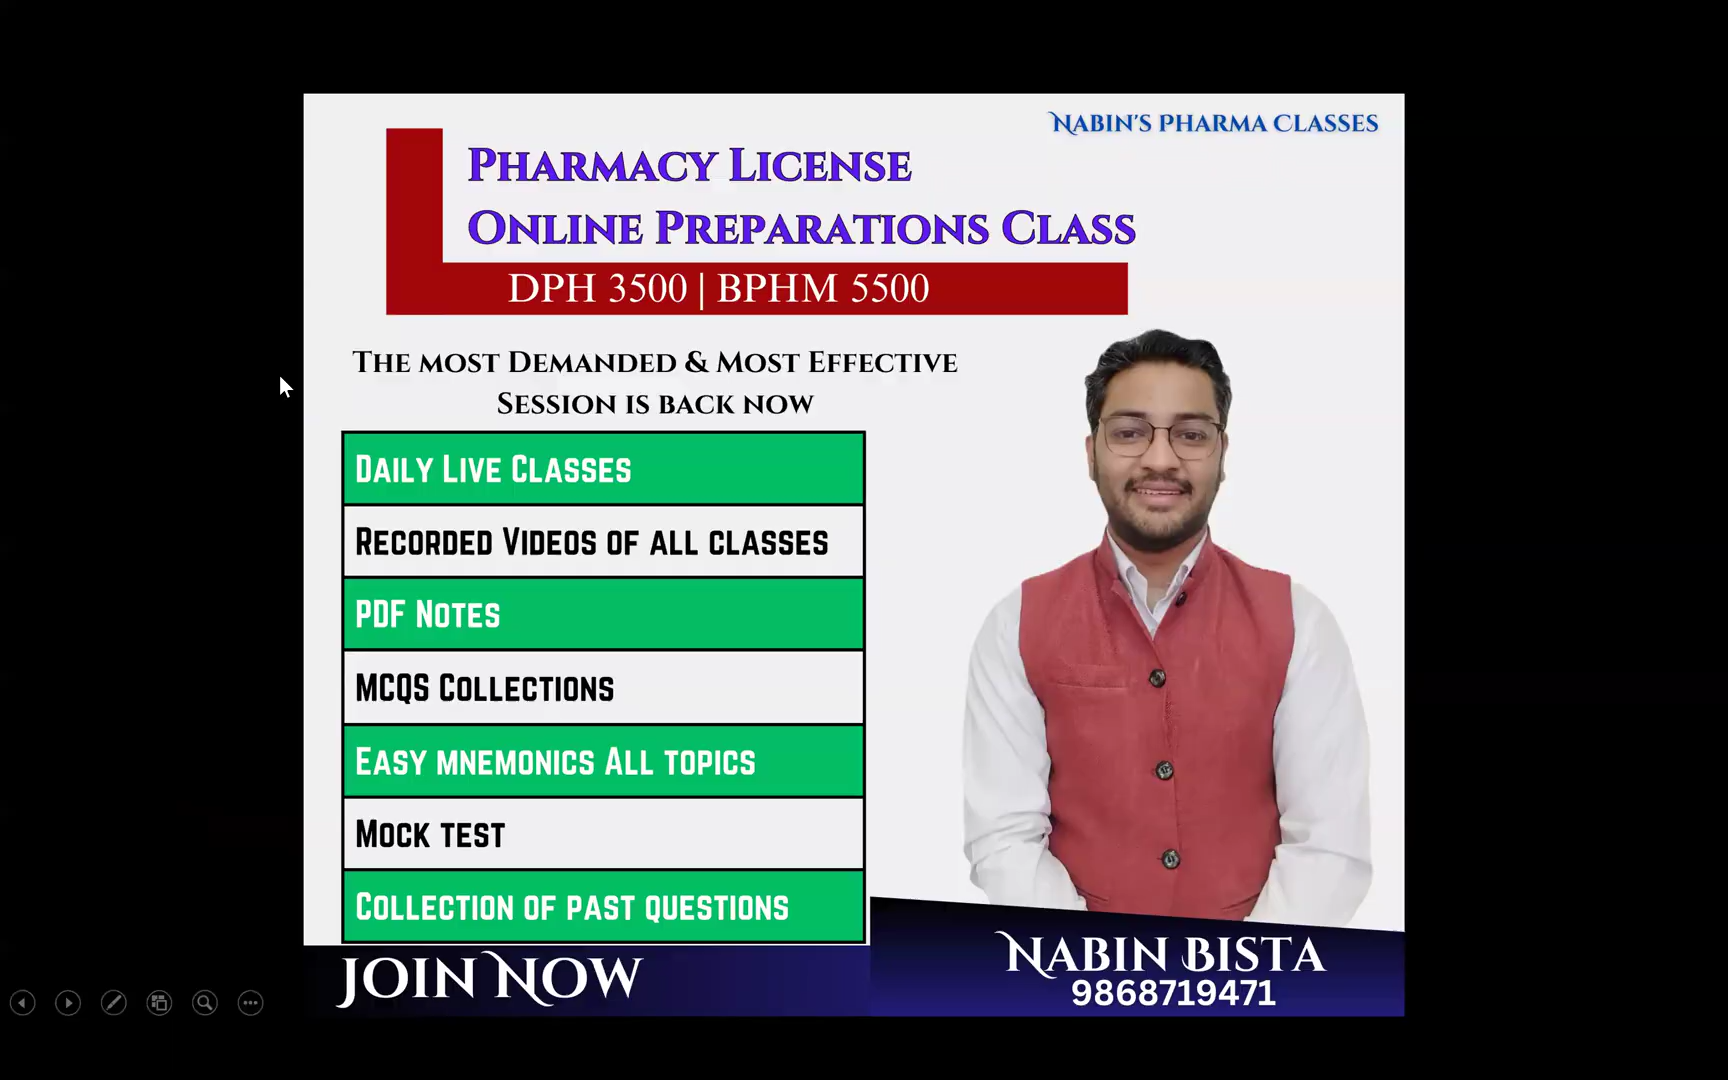 NABIN'S PHARMA CLASSES
PHARMACY LICENSE
ONLINE PREPARATIONS CLASS
DPH 3500 | BPHM 5500
THE MOST DEMANDED & MOST EFFECTIVE
SESSION IS BACK NOW
DAILY LIVE CLASSES
RECORDED VIDEOS OF ALL CLASSES
PDF NOTES
MCQS COLLECTIONS
EASY MNEMONICS ALL TOPICS
MOCK TEST
COLLECTION OF PAST QUESTIONS
JOIN NOW
NABIN BISTA
9868719471